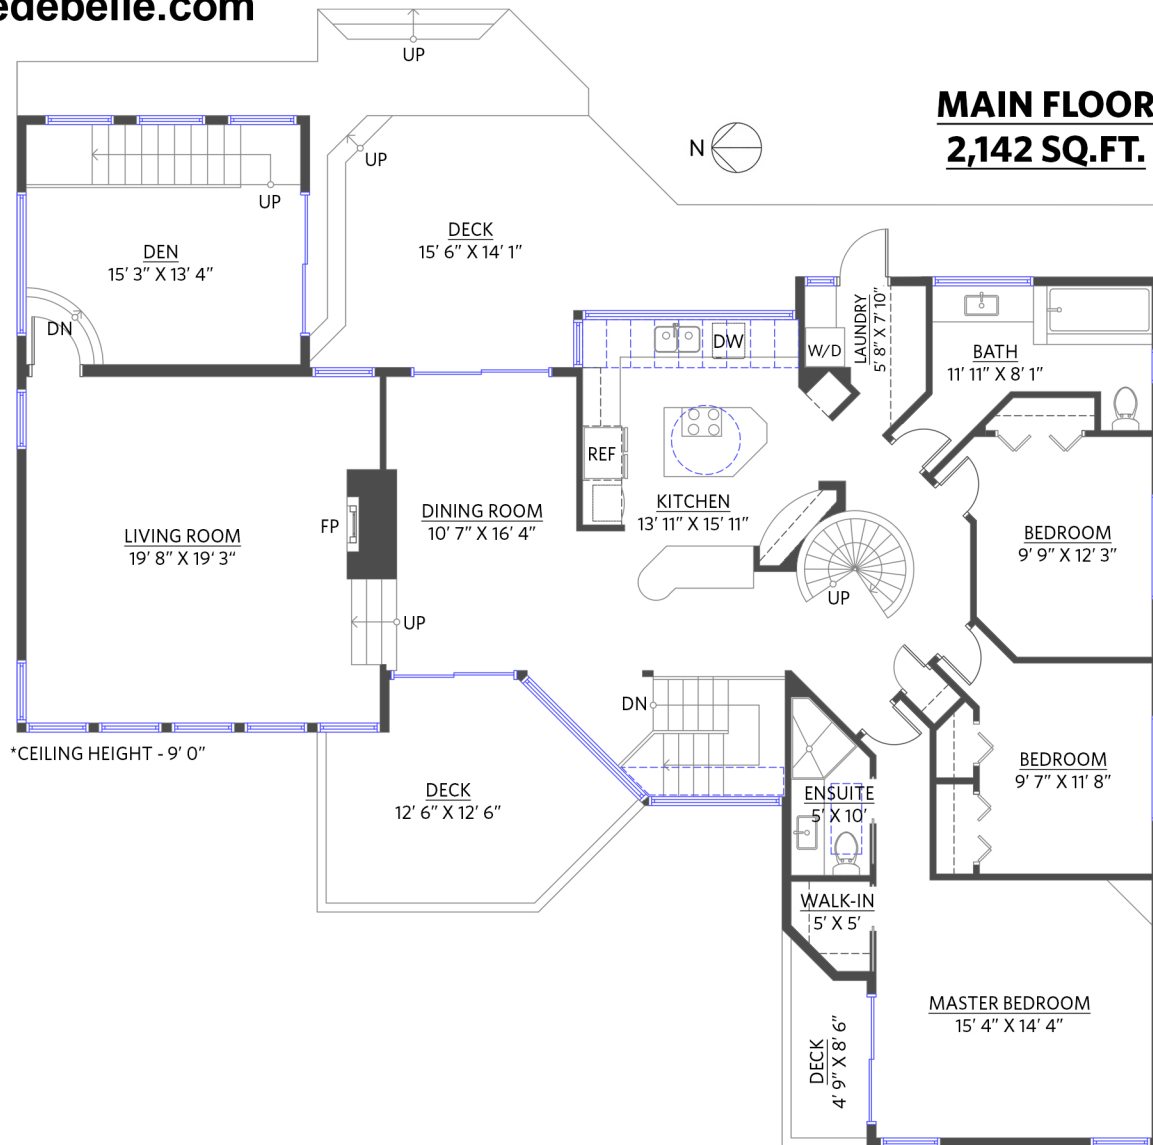 edebelle.com
UP
MAIN FLOOR
2,142 SQ.FT.
N
UP
UP
DECK
15' 6" X 14' 1"
DEN
15' 3" X 13' 4"
DN
LAUNDRY
5' 8" X 7' 10"
DW
W/D
BATH
11' 11" X 8' 1"
REF
KITCHEN
13' 11" X 15' 11"
DINING ROOM
10' 7" X 16' 4"
FP
LIVING ROOM
19' 8" X 19' 3"
BEDROOM
9' 9" X 12' 3"
UP
UP
DN
*CEILING HEIGHT - 9' 0"
DECK
12' 6" X 12' 6"
ENSUITE
5' X 10'
BEDROOM
9' 7" X 11' 8"
WALK-IN
5' X 5'
MASTER BEDROOM
15' 4" X 14' 4"
DECK
4' 9" X 8' 6"